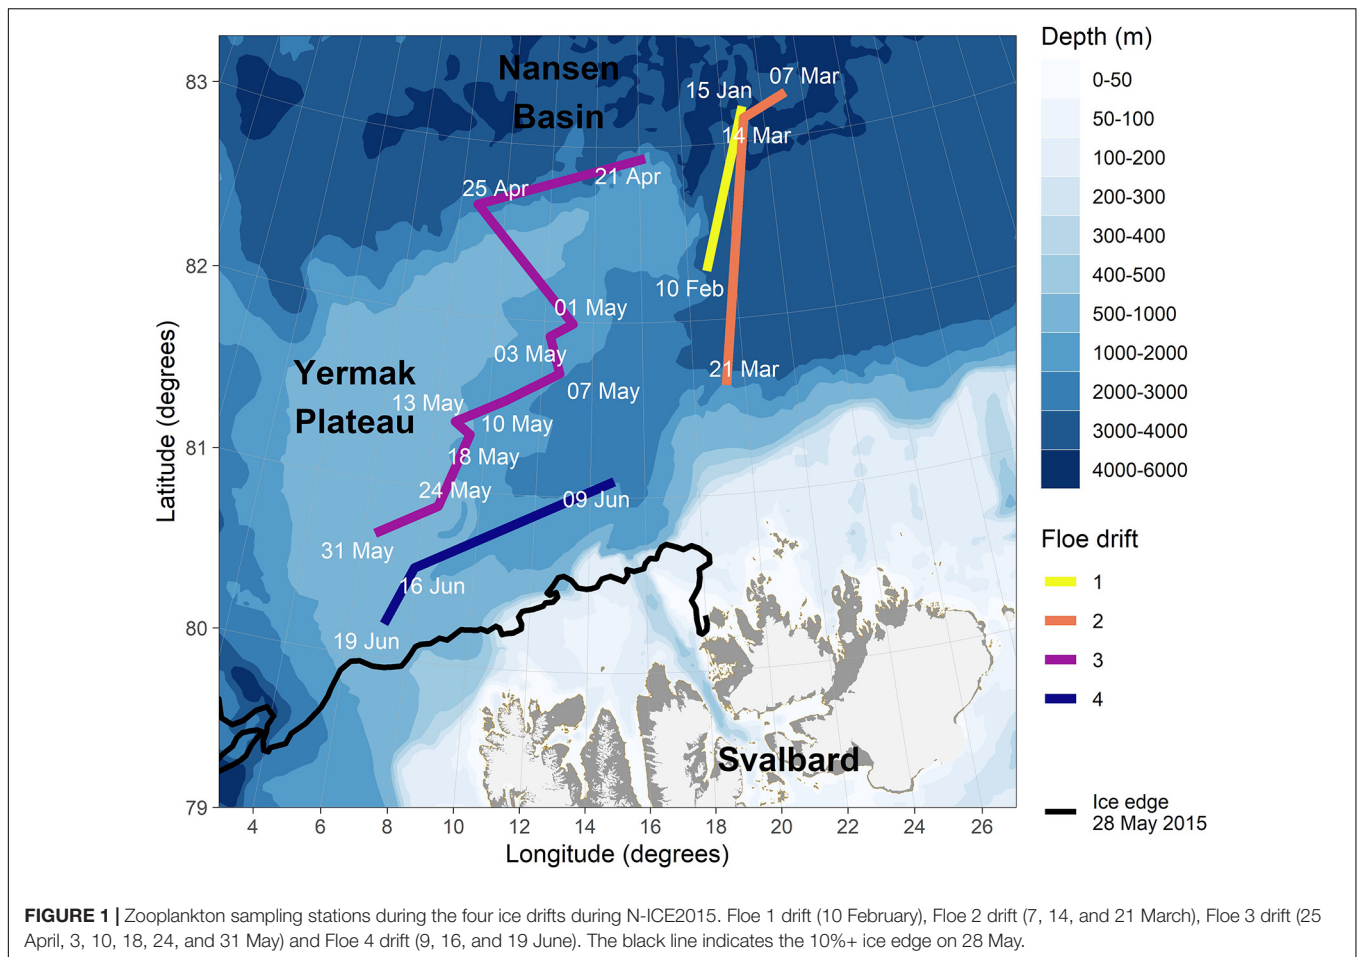 Nansen
Basin
07 Mar
15 Jan
14 Mar
21 Apr
25 Apr
10 Feb
01 May
03 May
21 Mar
07 May
Yermak
Plateau
13 May
10 May
18 May
24 May
09 Jun
31 May
16 Jun
19 Jun
Svalbard
83
82
81
80
79
Latitude (degrees)
4 6 8 10 12 14 16 18 20 22 24 26
Longitude (degrees)
Depth (m)
0-50
50-100
100-200
200-300
300-400
400-500
500-1000
1000-2000
2000-3000
3000-4000
4000-6000
Floe drift
1
2
3
4
Ice edge
28 May 2015
FIGURE 1 | Zooplankton sampling stations during the four ice drifts during N-ICE2015. Floe 1 drift (10 February), Floe 2 drift (7, 14, and 21 March), Floe 3 drift (25
April, 3, 10, 18, 24, and 31 May) and Floe 4 drift (9, 16, and 19 June). The black line indicates the 10%+ ice edge on 28 May.